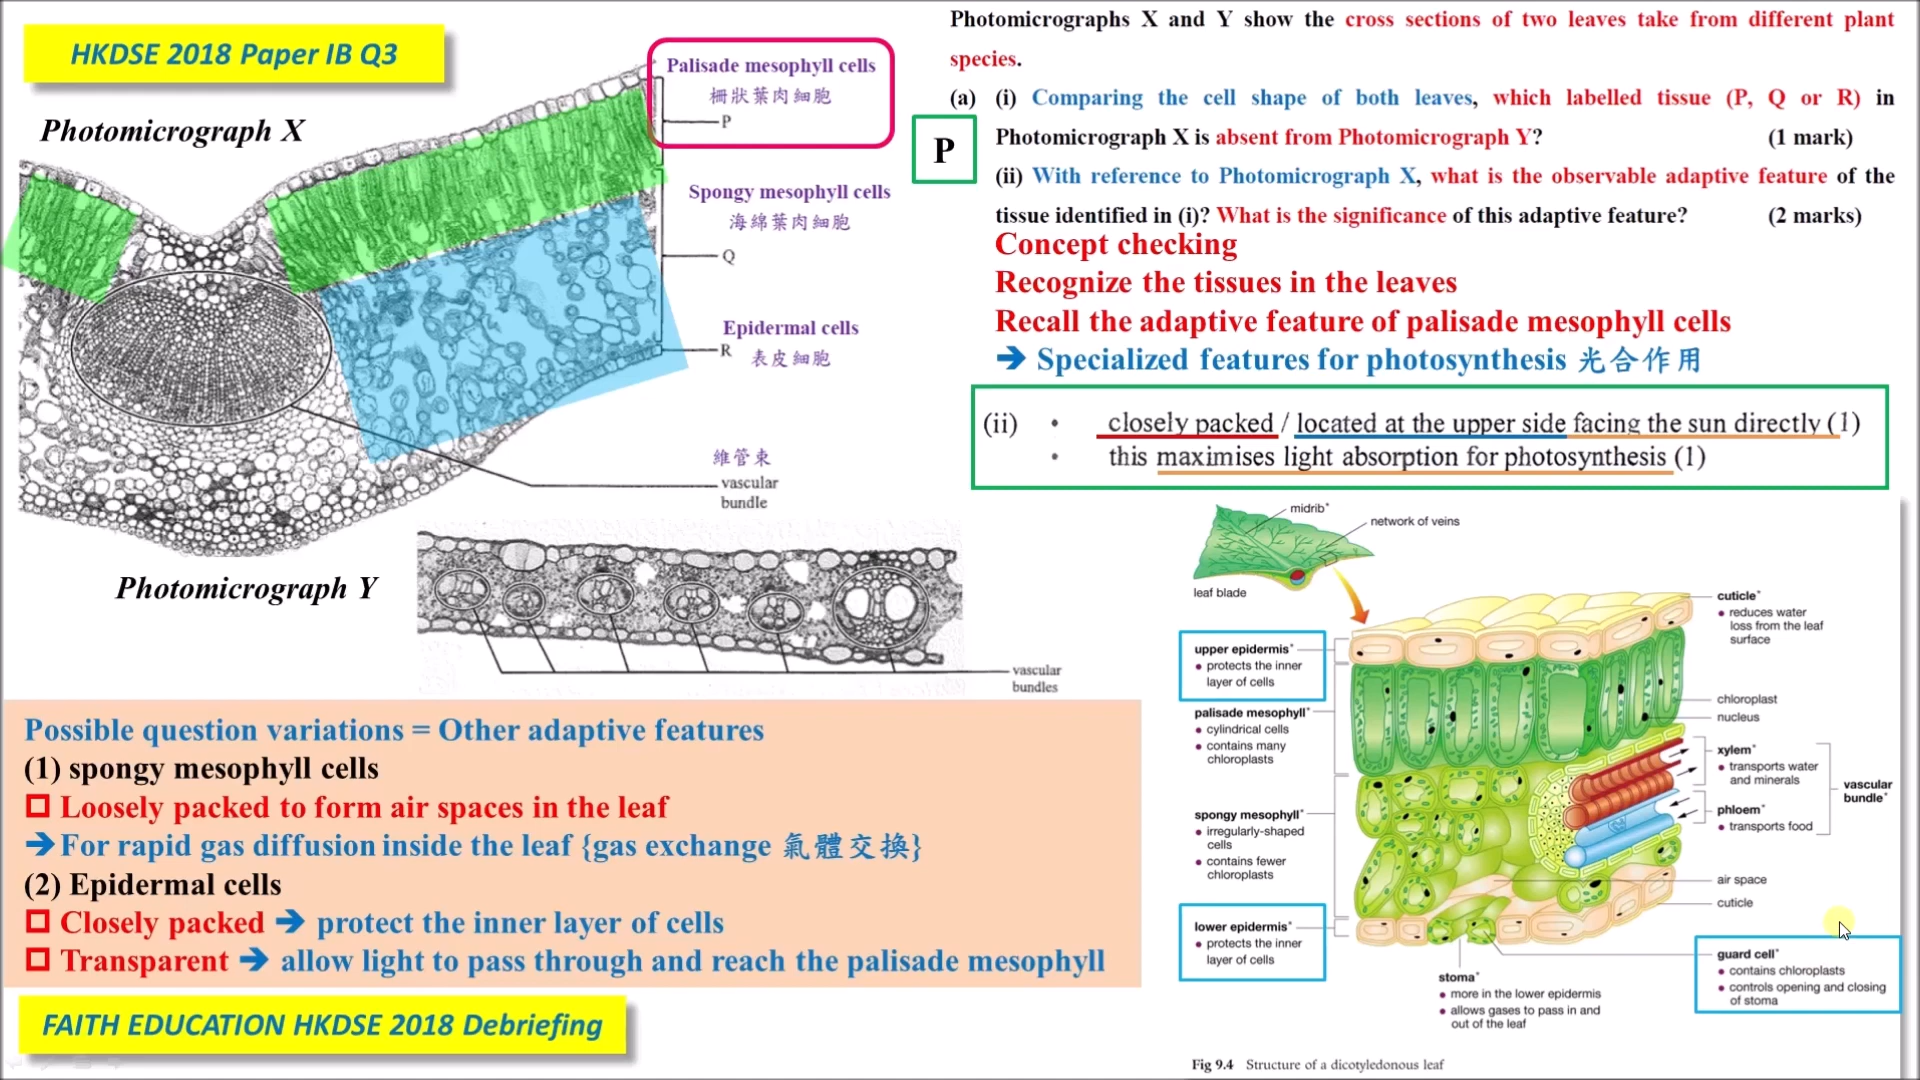 HKDSE 2018 Paper IB Q3
Photomicrograph X
Palisade mesophyll cells
柵狀葉肉細胞
P
Spongy mesophyll cells
海綿葉肉細胞
Q
Epidermal cells
R
表皮細胞
維管束
vascular
bundle
Photomicrograph Y
vascular
bundles
Photomicrographs X and Y show the cross sections of two leaves take from different plant
species.
(a) (i) Comparing the cell shape of both leaves, which labelled tissue (P, Q or R) in
Photomicrograph X is absent from Photomicrograph Y? (1 mark)
P
(ii) With reference to Photomicrograph X, what is the observable adaptive feature of the
tissue identified in (i)? What is the significance of this adaptive feature? (2 marks)
Concept checking
Recognize the tissues in the leaves
Recall the adaptive feature of palisade mesophyll cells
➔ Specialized features for photosynthesis 光合作用
(ii) • closely packed / located at the upper side facing the sun directly (1)
• this maximises light absorption for photosynthesis (1)
Possible question variations = Other adaptive features
(1) spongy mesophyll cells
Loosely packed to form air spaces in the leaf
➔For rapid gas diffusion inside the leaf {gas exchange 氣體交換}
(2) Epidermal cells
Closely packed ➔ protect the inner layer of cells
Transparent ➔ allow light to pass through and reach the palisade mesophyll
FAITH EDUCATION HKDSE 2018 Debriefing
midrib*
network of veins
leaf blade
upper epidermis*
• protects the inner
layer of cells
palisade mesophyll*
• cylindrical cells
• contains many
chloroplasts
spongy mesophyll*
• irregularly-shaped
cells
• contains fewer
chloroplasts
lower epidermis*
• protects the inner
layer of cells
stoma*
• more in the lower epidermis
• allows gases to pass in and
out of the leaf
cuticle*
• reduces water
loss from the leaf
surface
chloroplast
nucleus
xylem*
• transports water
and minerals
phloem*
• transports food
vascular
bundle*
air space
cuticle
guard cell*
• contains chloroplasts
• controls opening and closing
of stoma
Fig 9.4 Structure of a dicotyledonous leaf